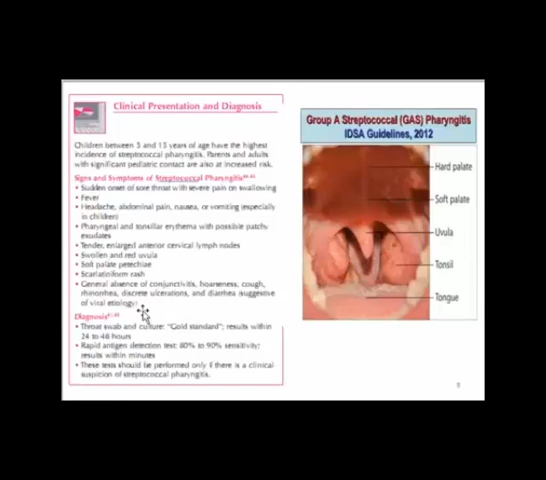 Clinical Presentation and Diagnosis
Children between 5 and 15 years of age have the highest
incidence of streptococcal pharyngitis. Parents and adults
with significant pediatric contact are also at increased risk.
Signs and Symptoms of Streptococcal Pharyngitis
• Sudden onset of sore throat with severe pain on swallowing
• Fever
• Headache, abdominal pain, nausea, or vomiting (especially
in children)
• Pharyngeal and tonsillar erythema with possible patchy
exudates
• Tender, enlarged anterior cervical lymph nodes
• Swollen and red uvula
• Soft palate petechiae
• Scarlatiniform rash
• General absence of conjunctivitis, hoarseness, cough,
rhinorrhea, discrete ulcerations, and diarrhea (suggestive
of viral etiology)
Diagnosis
• Throat swab and culture: "Gold standard"; results within
24 to 48 hours
• Rapid antigen detection test: 80% to 90% sensitivity;
results within minutes
• These tests should be performed only if there is a clinical
suspicion of streptococcal pharyngitis.
Group A Streptococcal (GAS) Pharyngitis
IDSA Guidelines, 2012
Hard palate
Soft palate
Uvula
Tonsil
Tongue